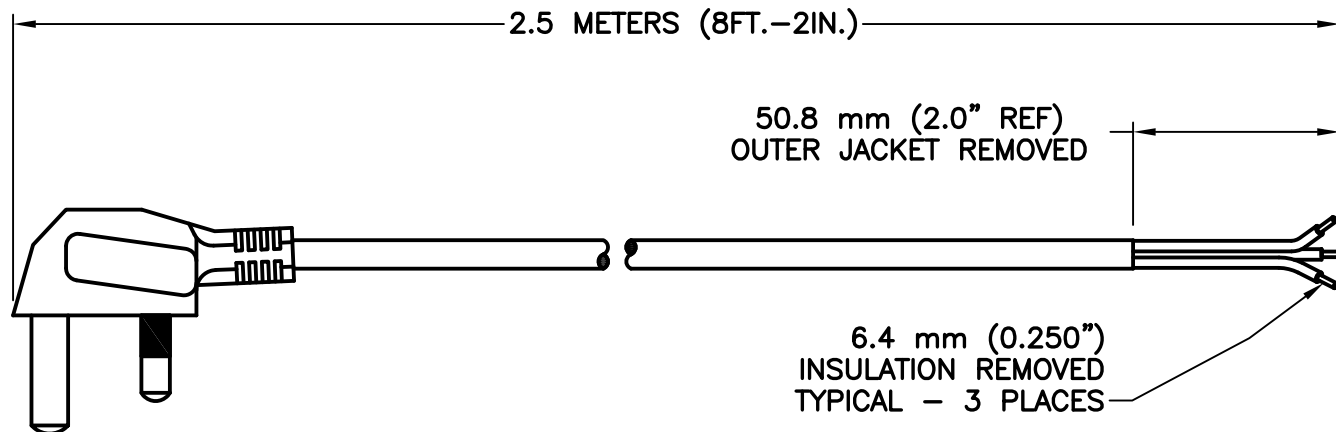 2.5 METERS (8FT.-2IN.)
50.8 mm (2.0" REF)
OUTER JACKET REMOVED
6.4 mm (0.250")
INSULATION REMOVED
TYPICAL - 3 PLACES